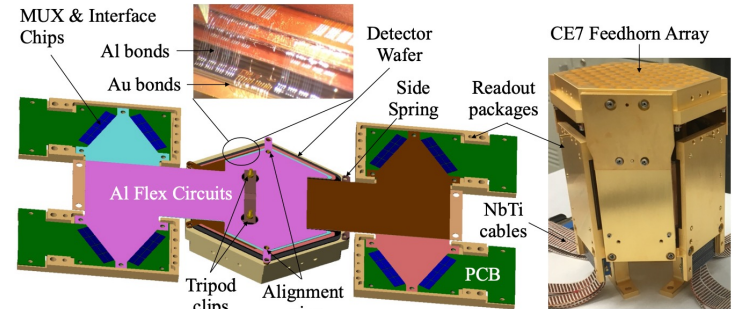 MUX & Interface
Chips
Al bonds
Au bonds
Detector
Wafer
Side
Spring
Readout
packages
CE7 Feedhorn Array
Al Flex Circuits
NbTi
cables
PCB
Tripod
clips
Alignment